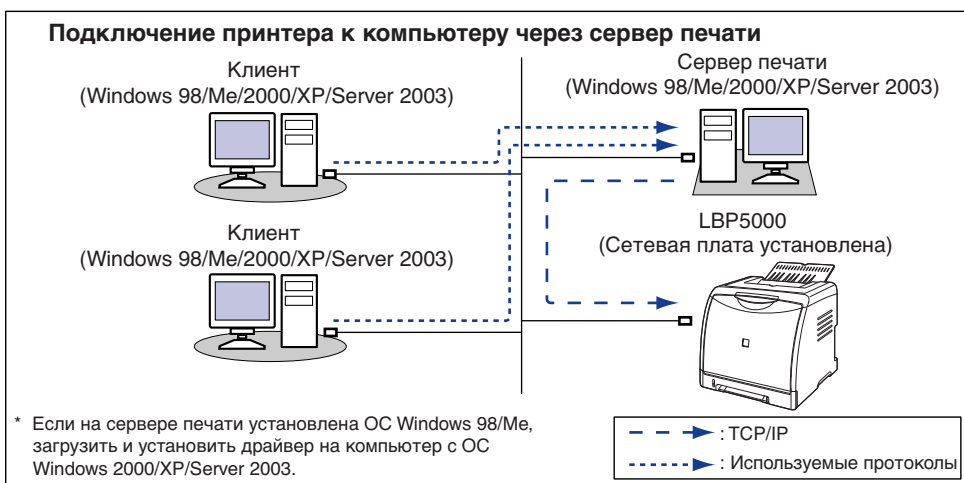 Подключение принтера к компьютеру через сервер печати
Клиент
(Windows 98/Me/2000/XP/Server 2003)
Сервер печати
(Windows 98/Me/2000/XP/Server 2003)
Клиент
(Windows 98/Me/2000/XP/Server 2003)
LBP5000
(Сетевая плата установлена)
* Если на сервере печати установлена ОС Windows 98/Me,
загрузить и установить драйвер на компьютер с ОС
Windows 2000/XP/Server 2003.
: TCP/IP
: Используемые протоколы